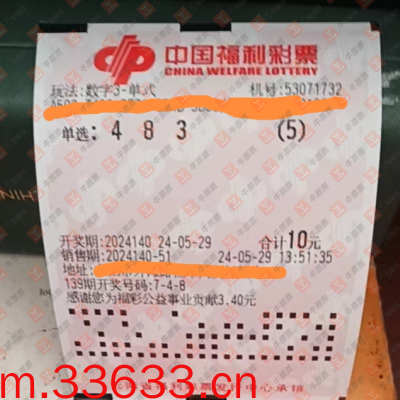 中国福利彩票
CHINA WELFARE LOTTERY
玩法:数字3-单式 机号:53071732
单选: 4 8 3 (5)
开奖期:2024140 24-05-29 合计10元
销售期:2024140-51 24-05-29 13:51:35
地址:
139期开奖号码:7-4-8
感谢您为福彩公益事业贡献3.40元
m.33633.cn